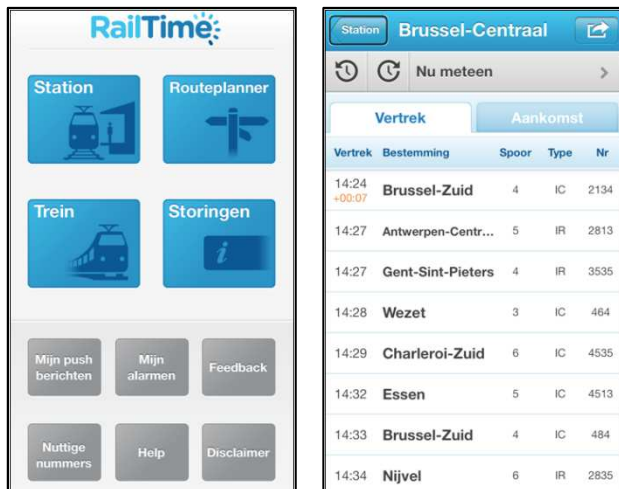 RailTime
Station
Routeplanner
Trein
Storingen
i
Mijn push
berichten
Mijn
alarmen
Feedback
Nuttige
nummers
Help
Disclaimer
Station
Brussel-Centraal
Nu meteen
Vertrek
Aankomst
Vertrek Bestemming Spoor Type Nr
14:24 Brussel-Zuid 4 IC 2134
+00:07
14:27 Antwerpen-Centr... 5 IR 2813
14:27 Gent-Sint-Pieters 4 IR 3535
14:28 Wezet 3 IC 464
14:29 Charleroi-Zuid 6 IC 4535
14:32 Essen 5 IC 4513
14:33 Brussel-Zuid 4 IC 484
14:34 Nijvel 6 IR 2835